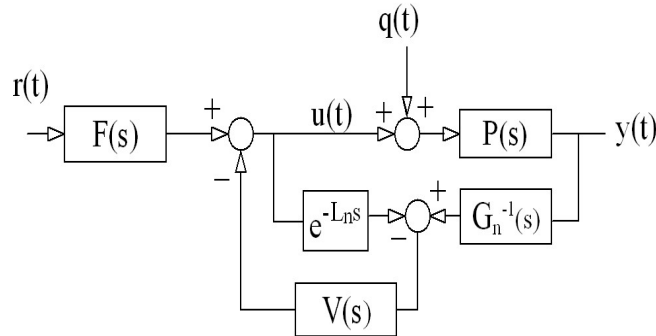 q(t)
r(t)
F(s)
+
−
u(t)
+
+
P(s)
y(t)
e^{-L_n s}
−
+
G_n^{-1}(s)
V(s)